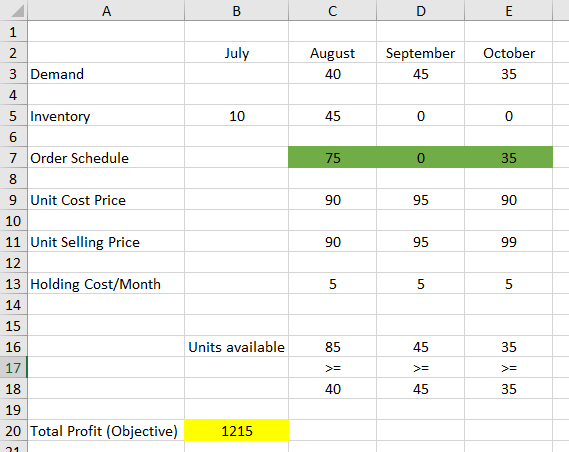 A B C D E
1
2 July August September October
3 Demand 40 45 35
4
5 Inventory 10 45 0 0
6
7 Order Schedule 75 0 35
8
9 Unit Cost Price 90 95 90
10
11 Unit Selling Price 90 95 99
12
13 Holding Cost/Month 5 5 5
14
15
16 Units available 85 45 35
17 >= >= >=
18 40 45 35
19
20 Total Profit (Objective) 1215
21